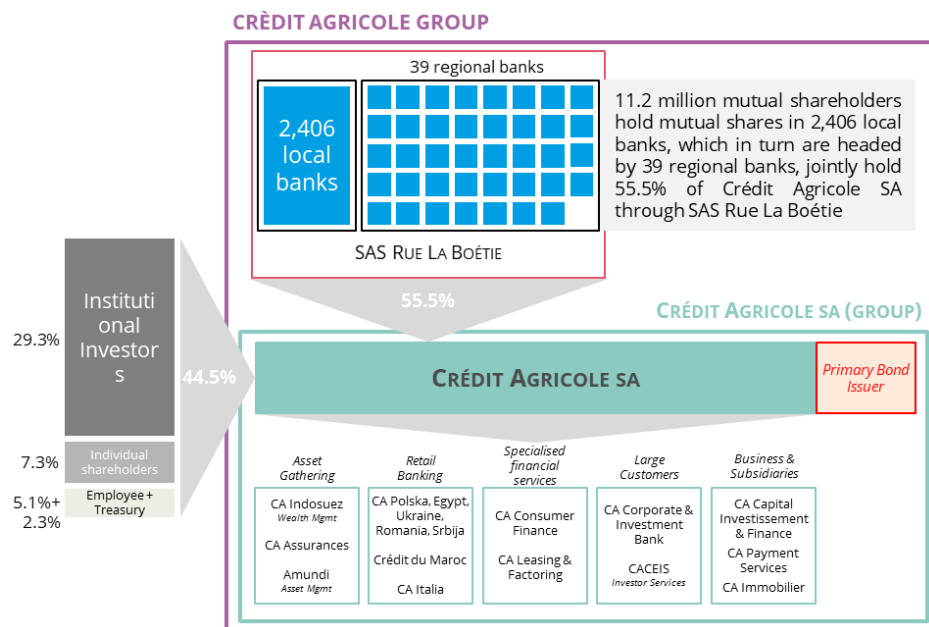 CRÈDIT AGRICOLE GROUP
39 regional banks
2,406
local
banks
11.2 million mutual shareholders
hold mutual shares in 2,406 local
banks, which in turn are headed
by 39 regional banks, jointly hold
55.5% of Crédit Agricole SA
through SAS Rue La Boétie
SAS RUE LA BOÉTIE
55.5%
Instituti
onal
Investor
s
29.3%
44.5%
Individual
shareholders
7.3%
Employee +
Treasury
5.1%+
2.3%
CRÉDIT AGRICOLE SA (GROUP)
CRÉDIT AGRICOLE SA
Primary Bond
Issuer
Asset
Gathering
CA Indosuez
Wealth Mgmt
CA Assurances
Amundi
Asset Mgmt
Retail
Banking
CA Polska, Egypt,
Ukraine,
Romania, Srbija
Crédit du Maroc
CA Italia
Specialised
financial
services
CA Consumer
Finance
CA Leasing &
Factoring
Large
Customers
CA Corporate &
Investment
Bank
CACEIS
Investor Services
Business &
Subsidiaries
CA Capital
Investissement
& Finance
CA Payment
Services
CA Immobilier